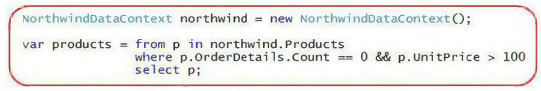 NorthwindDataContext northwind = new NorthwindDataContext();
var products = from p in northwind.Products
where p.OrderDetails.Count == 0 && p.UnitPrice > 100
select p;